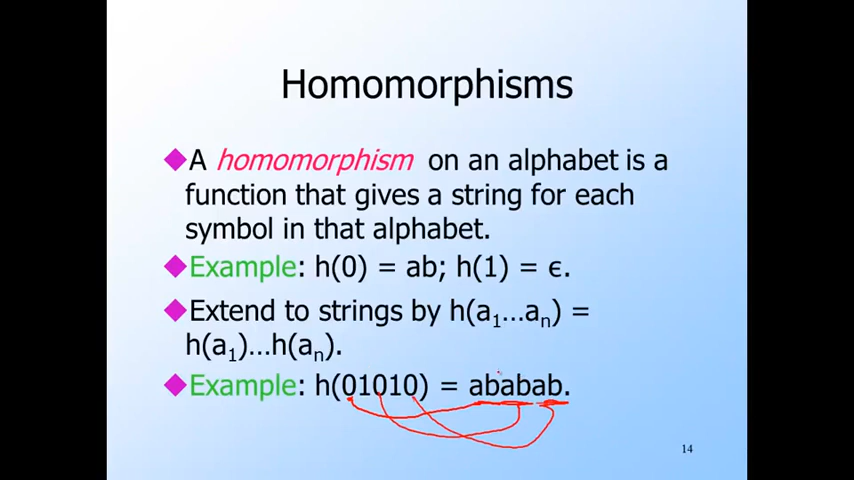 Homomorphisms
◆A homomorphism on an alphabet is a
function that gives a string for each
symbol in that alphabet.
◆Example: h(0) = ab; h(1) = ϵ.
◆Extend to strings by h(a₁…aₙ) =
h(a₁)…h(aₙ).
◆Example: h(01010) = ababab.
14